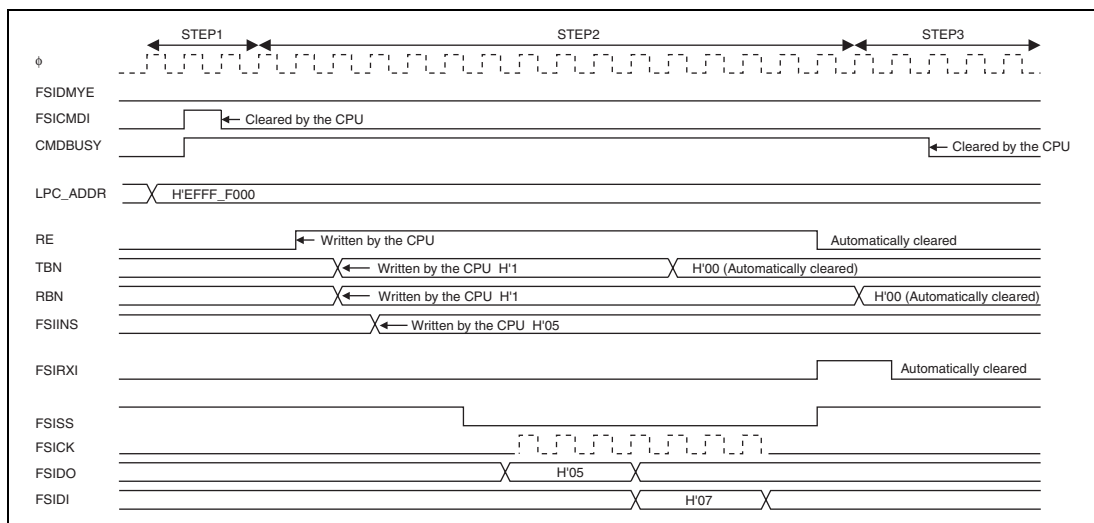 STEP1 STEP2 STEP3
φ
FSIDMYE
FSICMDI Cleared by the CPU
CMDBUSY Cleared by the CPU
LPC_ADDR H'EFFF_F000
RE Written by the CPU Automatically cleared
TBN Written by the CPU H'1 H'00 (Automatically cleared)
RBN Written by the CPU H'1 H'00 (Automatically cleared)
FSIINS Written by the CPU H'05
FSIRXI Automatically cleared
FSISS
FSICK
FSIDO H'05
FSIDI H'07